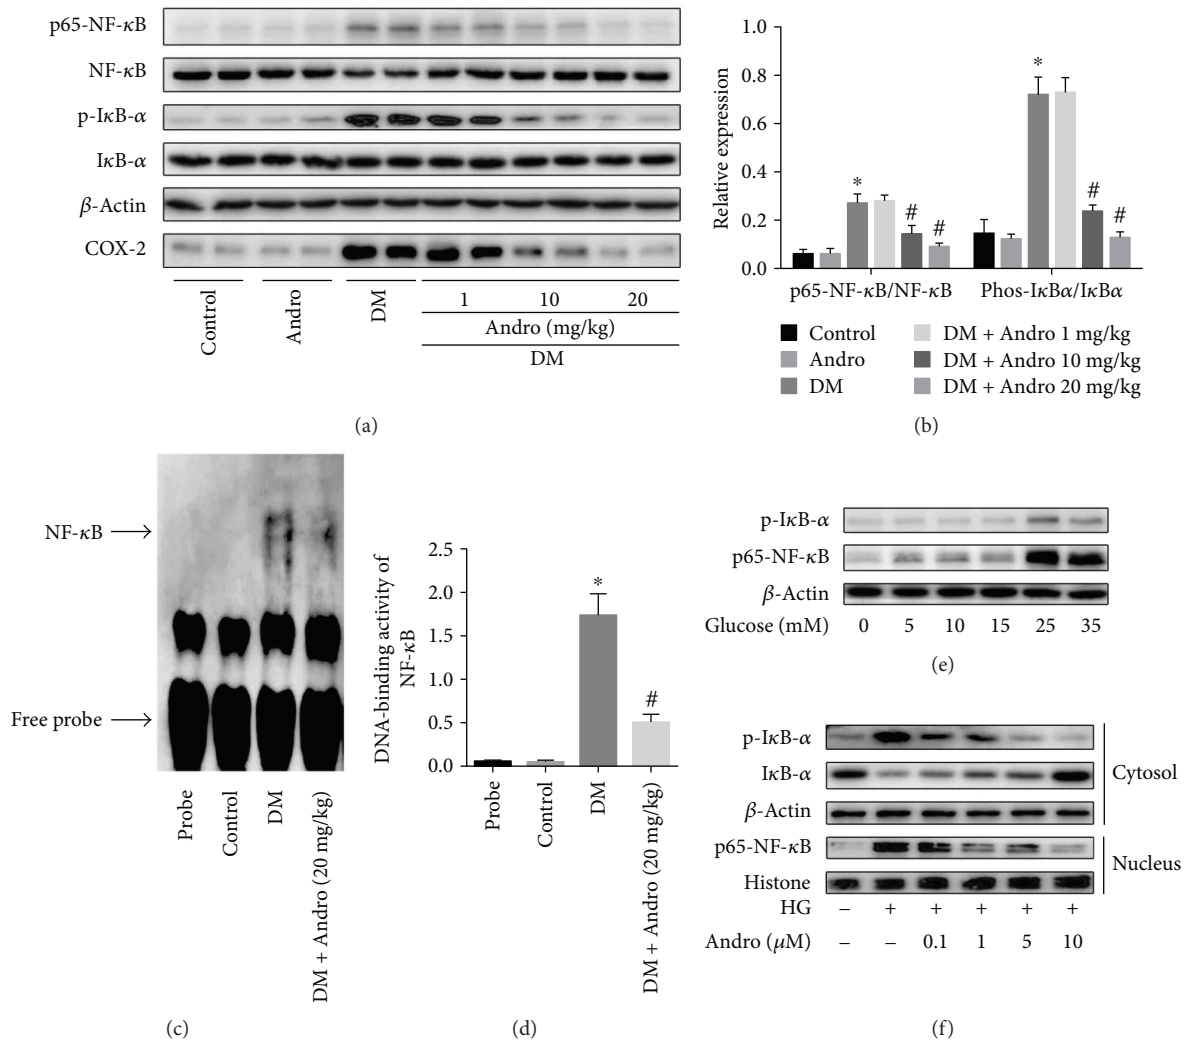 p65-NF-κB
NF-κB
p-IκB-α
IκB-α
β-Actin
COX-2
Control
Andro
DM
1 10 20
Andro (mg/kg)
DM
(a)
Relative expression
1.0
0.8
0.6
0.4
0.2
0.0
*
#
#
*
#
#
p65-NF-κB/NF-κB Phos-IκBα/IκBα
Control
Andro
DM
DM + Andro 1 mg/kg
DM + Andro 10 mg/kg
DM + Andro 20 mg/kg
(b)
NF-κB
Free probe
Probe
Control
DM
DM + Andro (20 mg/kg)
(c)
DNA-binding activity of
NF-κB
2.5
2.0
1.5
1.0
0.5
0.0
*
#
Probe
Control
DM
DM + Andro (20 mg/kg)
(d)
p-IκB-α
p65-NF-κB
β-Actin
Glucose (mM) 0 5 10 15 25 35
(e)
p-IκB-α
IκB-α
β-Actin
Cytosol
p65-NF-κB
Histone
Nucleus
HG – + + + + +
Andro (μM) – – 0.1 1 5 10
(f)